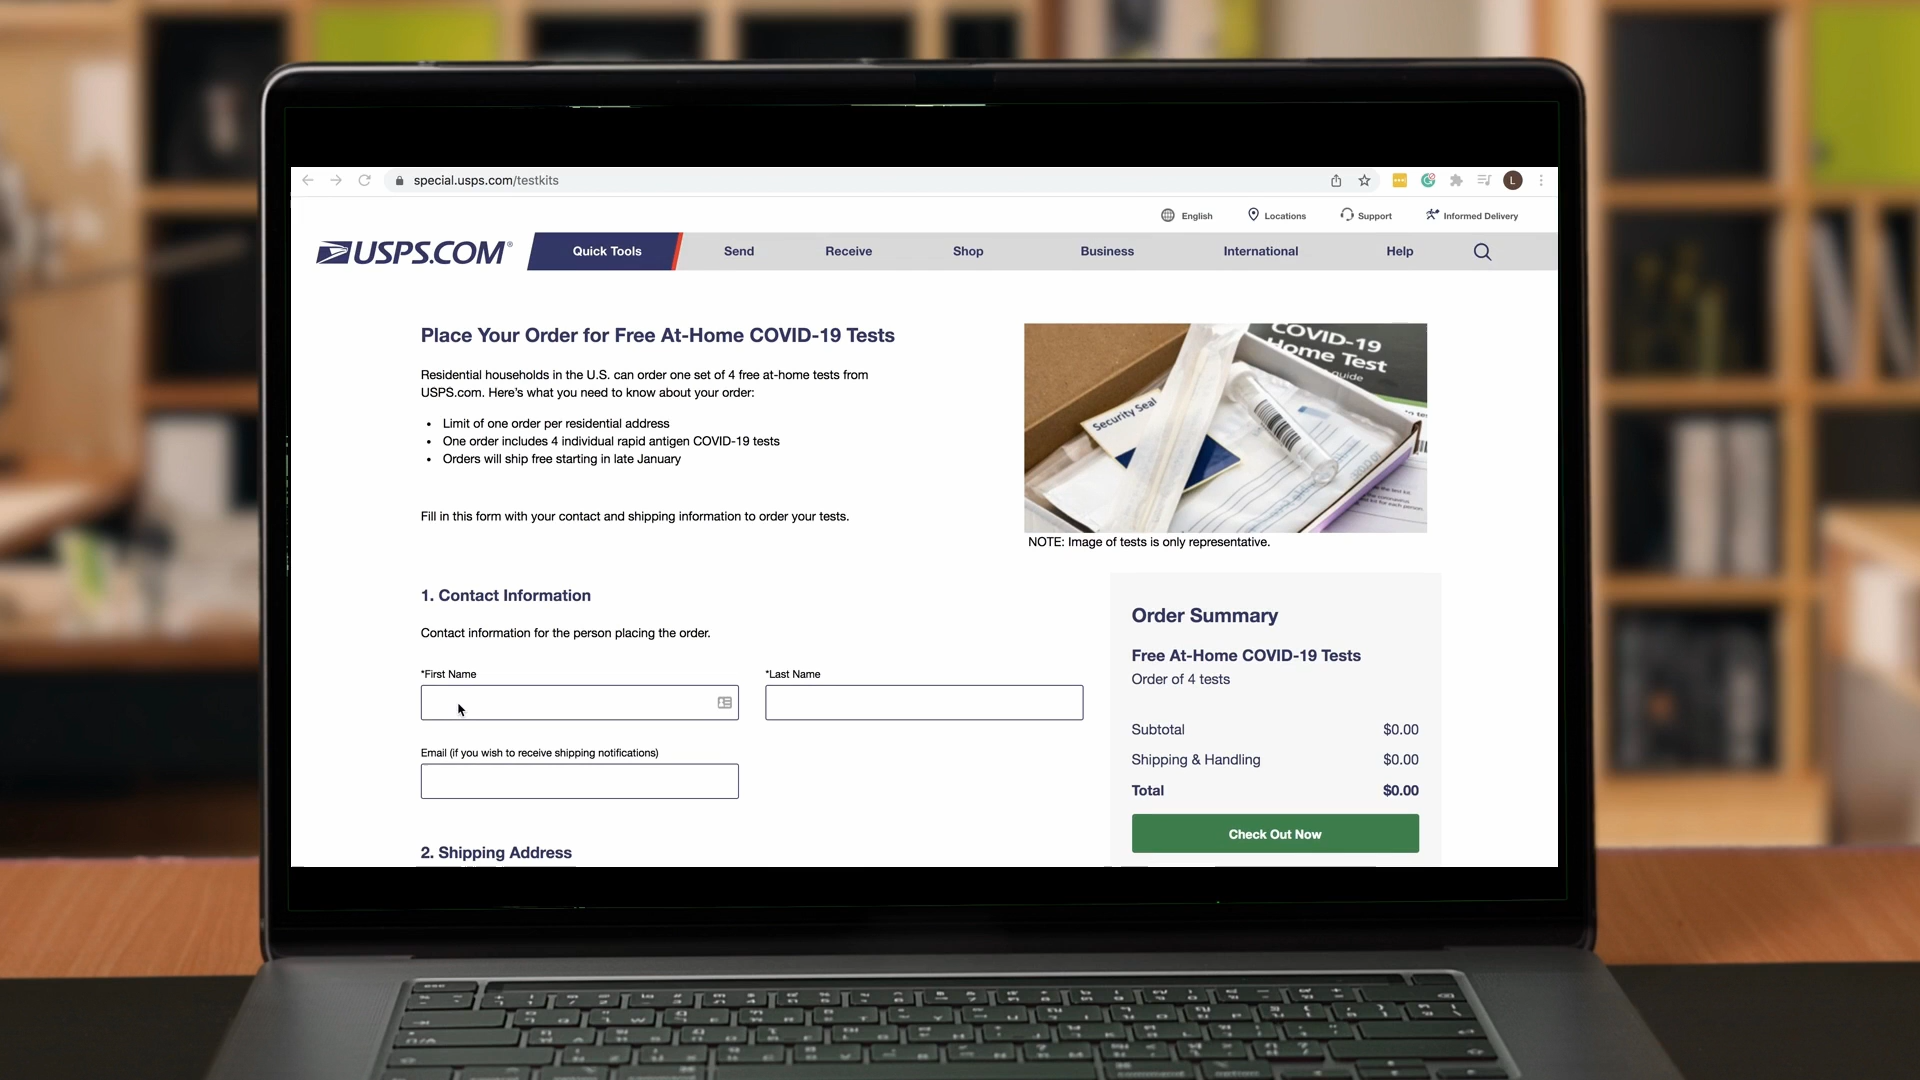 special.usps.com/testkits
L
English
Locations
Support
Informed Delivery
USPS.COM®
Quick Tools
Send
Receive
Shop
Business
International
Help
Place Your Order for Free At-Home COVID-19 Tests
Residential households in the U.S. can order one set of 4 free at-home tests from
USPS.com. Here's what you need to know about your order:
• Limit of one order per residential address
• One order includes 4 individual rapid antigen COVID-19 tests
• Orders will ship free starting in late January
Fill in this form with your contact and shipping information to order your tests.
COVID-19
Home Test
guide
Security Seal
NOTE: Image of tests is only representative.
1. Contact Information
Contact information for the person placing the order.
*First Name
*Last Name
Email (if you wish to receive shipping notifications)
2. Shipping Address
Order Summary
Free At-Home COVID-19 Tests
Order of 4 tests
Subtotal $0.00
Shipping & Handling $0.00
Total $0.00
Check Out Now
esc
command
option